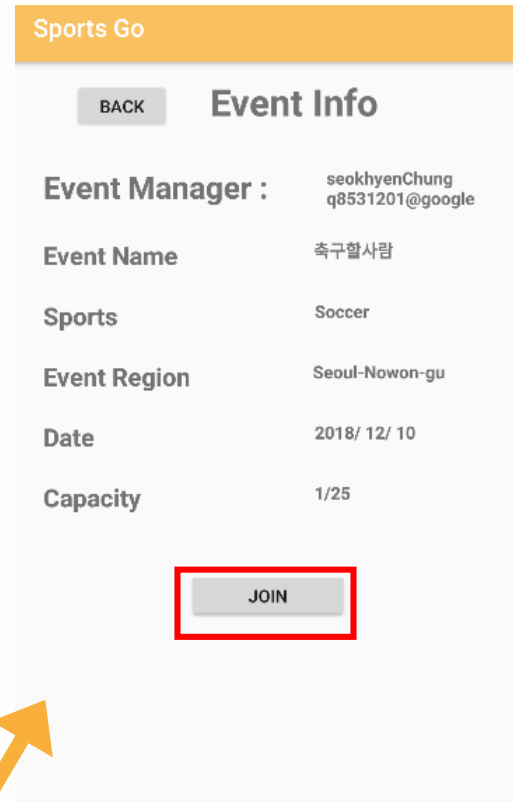 Sports Go
BACK Event Info
Event Manager : seokhyenChung
q8531201@google
Event Name 축구할사람
Sports Soccer
Event Region Seoul-Nowon-gu
Date 2018/ 12/ 10
Capacity 1/25
JOIN